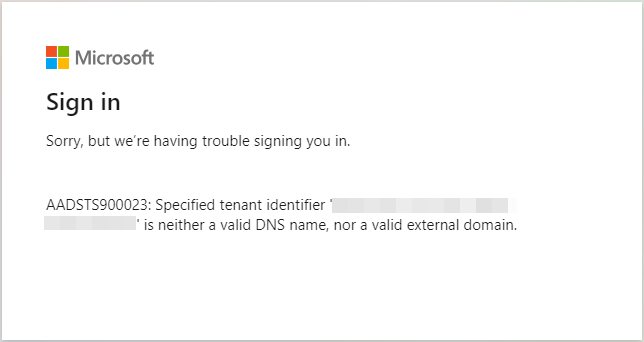 Microsoft
Sign in
Sorry, but we’re having trouble signing you in.
AADSTS900023: Specified tenant identifier '
' is neither a valid DNS name, nor a valid external domain.